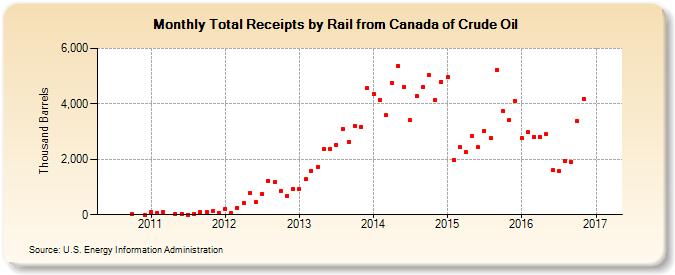 Monthly Total Receipts by Rail from Canada of Crude Oil
Thousand Barrels
6,000
4,000
2,000
0
2011 2012 2013 2014 2015 2016 2017
Source: U.S. Energy Information Administration